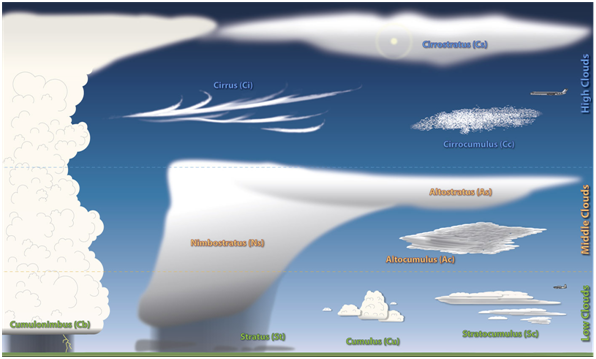 Cirrostratus (Cs)
High Clouds
Cirrus (Ci)
Cirrocumulus (Cc)
Altostratus (As)
Middle Clouds
Nimbostratus (Ns)
Altocumulus (Ac)
Low Clouds
Cumulonimbus (Cb)
Stratus (St)
Cumulus (Cu)
Stratocumulus (Sc)